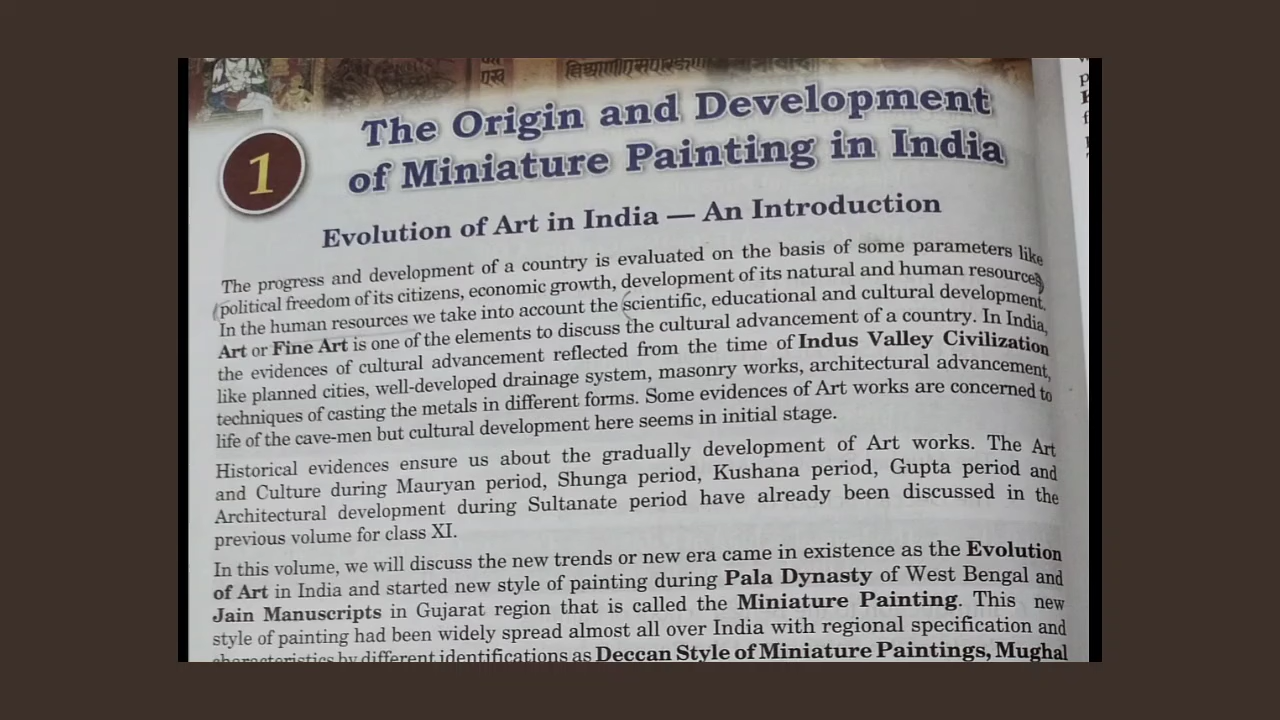 1
The Origin and Development
of Miniature Painting in India
Evolution of Art in India — An Introduction
The progress and development of a country is evaluated on the basis of some parameters like
political freedom of its citizens, economic growth, development of its natural and human resources.
In the human resources we take into account the scientific, educational and cultural development.
Art or Fine Art is one of the elements to discuss the cultural advancement of a country. In India,
the evidences of cultural advancement reflected from the time of Indus Valley Civilization
like planned cities, well-developed drainage system, masonry works, architectural advancement,
techniques of casting the metals in different forms. Some evidences of Art works are concerned to
life of the cave-men but cultural development here seems in initial stage.
Historical evidences ensure us about the gradually development of Art works. The Art
and Culture during Mauryan period, Shunga period, Kushana period, Gupta period and
Architectural development during Sultanate period have already been discussed in the
previous volume for class XI.
In this volume, we will discuss the new trends or new era came in existence as the Evolution
of Art in India and started new style of painting during Pala Dynasty of West Bengal and
Jain Manuscripts in Gujarat region that is called the Miniature Painting. This new
style of painting had been widely spread almost all over India with regional specification and
characteristics by different identifications as Deccan Style of Miniature Paintings, Mughal